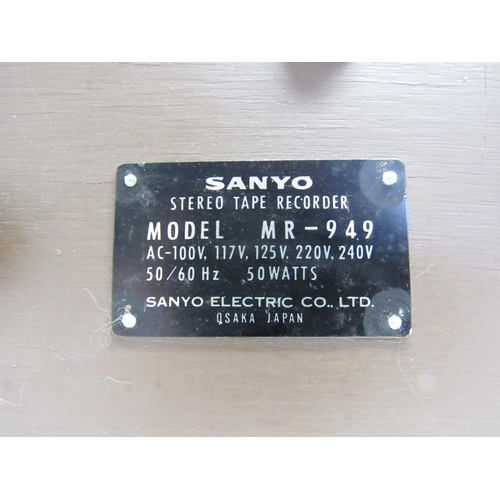 SANYO
STEREO TAPE RECORDER
MODEL MR-949
AC-100V, 117V, 125V. 220V, 240V
50/60 Hz 50WATTS
SANYO ELECTRIC CO., LTD.
OSAKA JAPAN